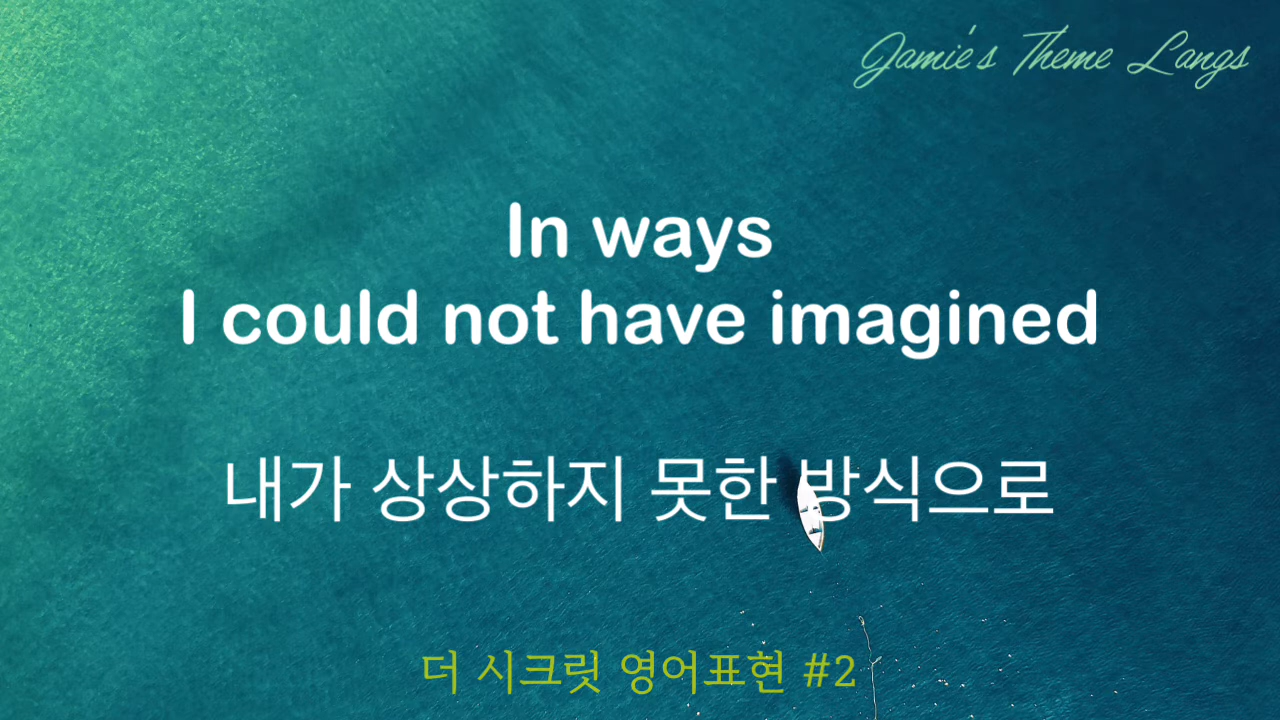 Jamie's Theme Langs
In ways
I could not have imagined
내가 상상하지 못한 방식으로
더 시크릿 영어표현 #2